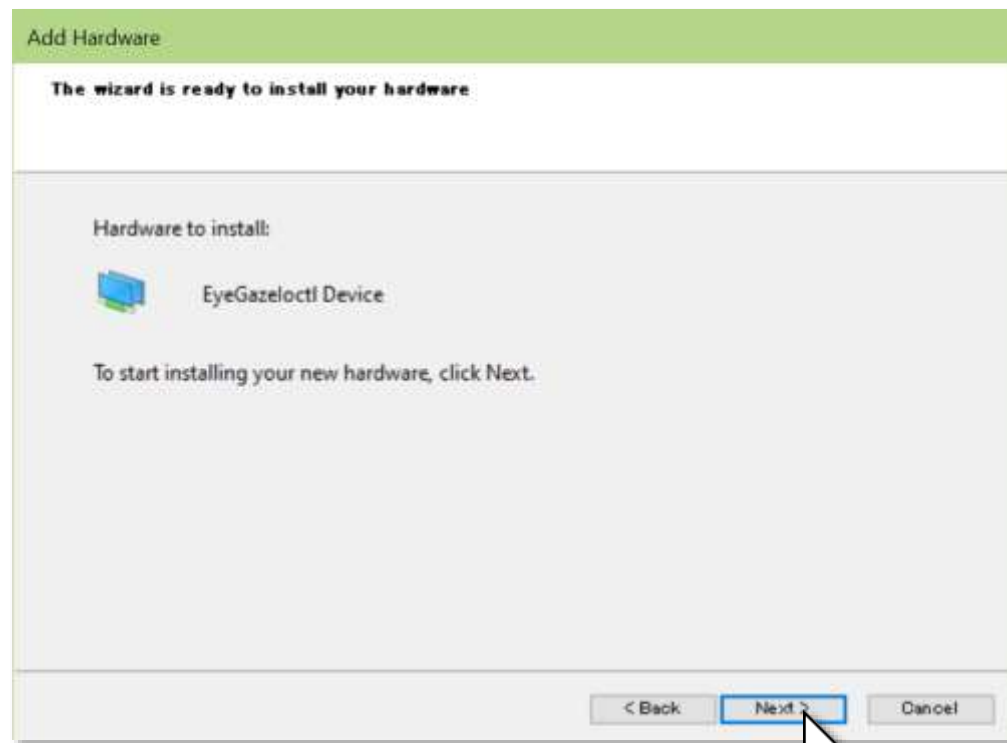 Add Hardware
The wizard is ready to install your hardware
Hardware to install:
EyeGazeIoctl Device
To start installing your new hardware, click Next.
< Back
Next >
Cancel